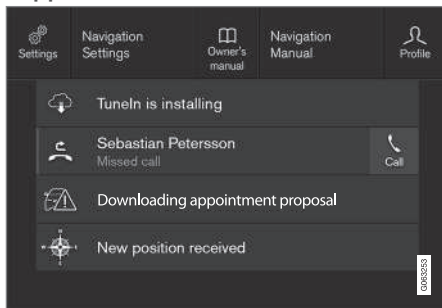 Settings
Navigation
Settings
Owner's
manual
Navigation
Manual
Profile
TuneIn is installing
Sebastian Petersson
Missed call
Call
Downloading appointment proposal
New position received
G063253